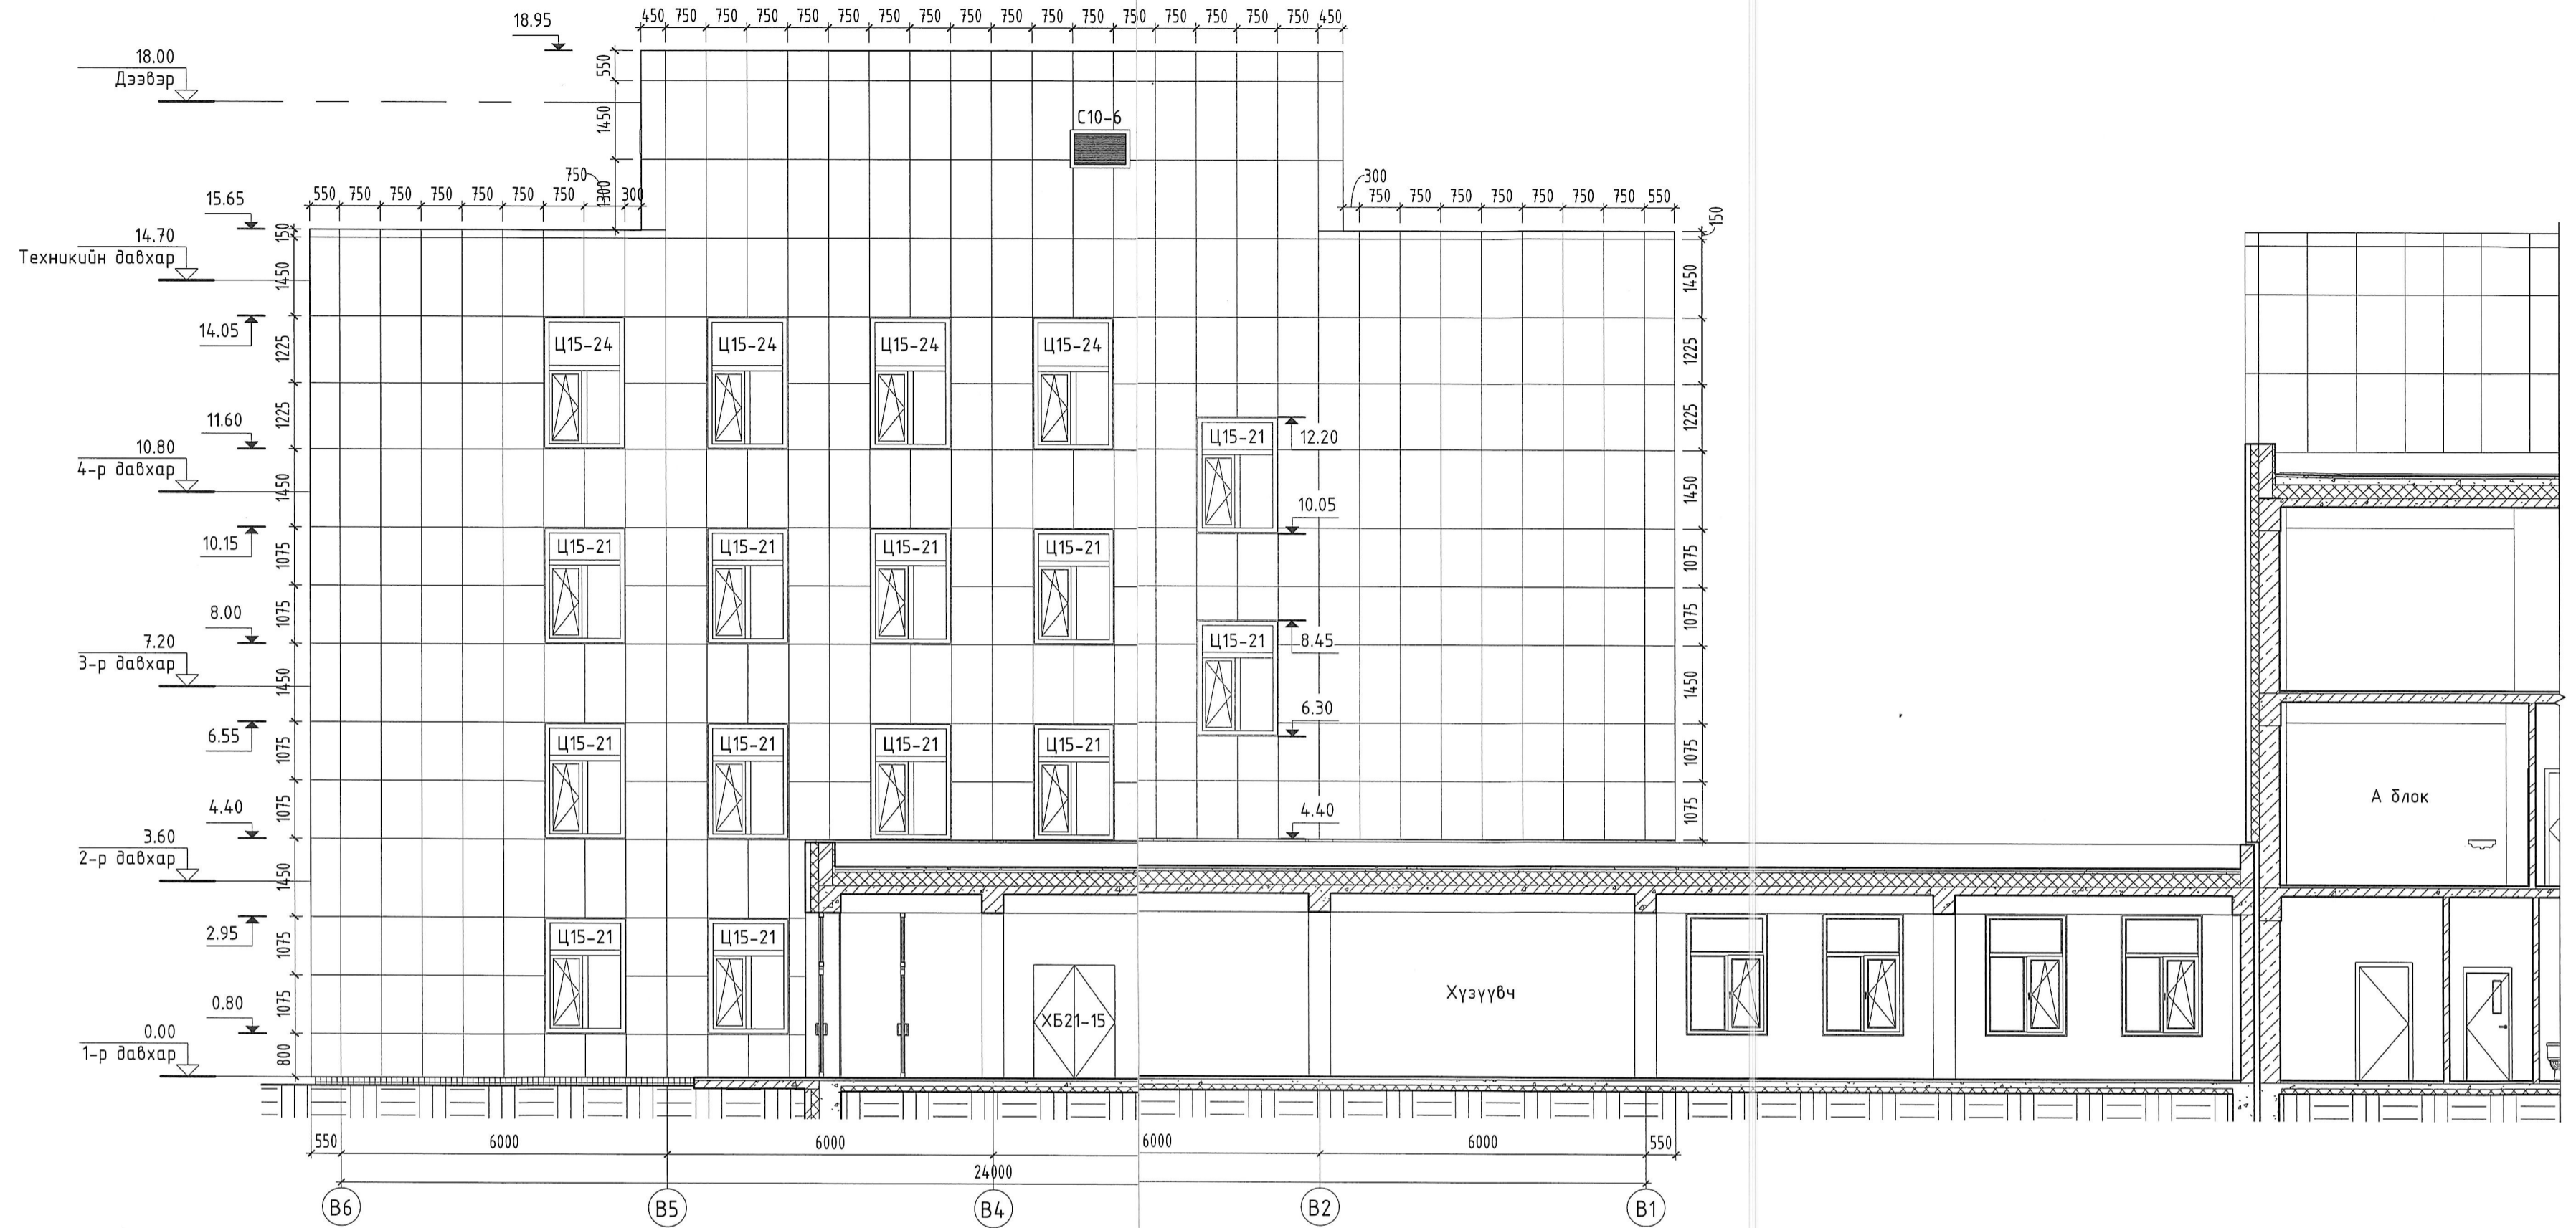 450 750 750 750 750 750 750 750 750 750 750 750 750 750 750 750 750 450
18.95
18.00
Дээвэр
550
1450
1300
С10-6
750
300
550 750 750 750 750 750 750 300
750 750 750 750 750 750 750 550
15.65
150
150
14.70
Техникийн давхар
1450
1450
14.05
1225
1225
Ц15-24 Ц15-24 Ц15-24 Ц15-24
11.60
1225
1225
Ц15-21
12.20
10.80
4-р давхар
1450
1450
10.05
10.15
1075
1075
Ц15-21 Ц15-21 Ц15-21 Ц15-21
8.00
1075
1075
Ц15-21
8.45
7.20
3-р давхар
1450
1450
6.30
6.55
1075
1075
Ц15-21 Ц15-21 Ц15-21 Ц15-21
4.40
1075
1075
4.40
А блок
3.60
2-р давхар
1450
2.95
1075
Ц15-21 Ц15-21
0.80
1075
Хүзүүвч
ХБ21-15
0.00
1-р давхар
800
550 6000 6000 6000 6000 550
24000
В6 В5 В4 В2 В1